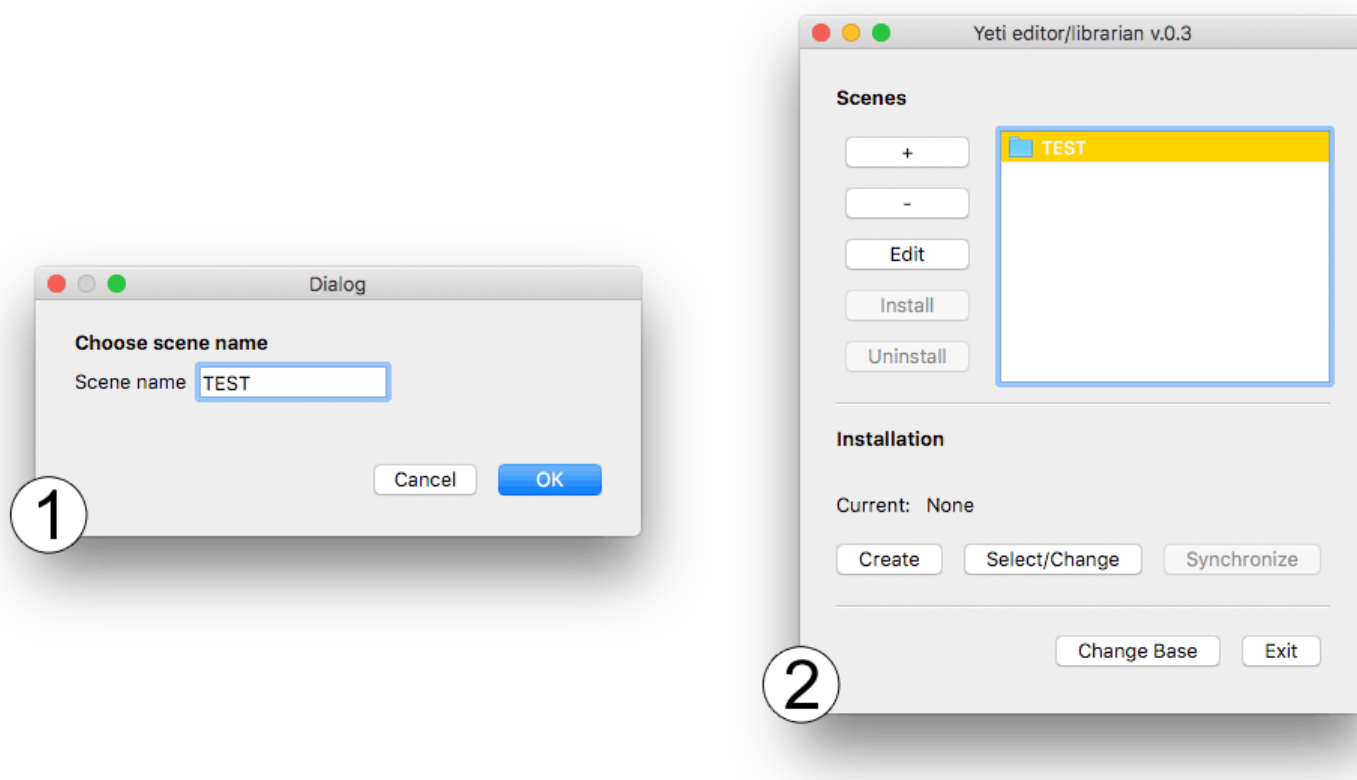 Dialog
Choose scene name
Scene name TEST
Cancel OK
1
Yeti editor/librarian v.0.3
Scenes
+
TEST
-
Edit
Install
Uninstall
Installation
Current: None
Create Select/Change Synchronize
Change Base Exit
2